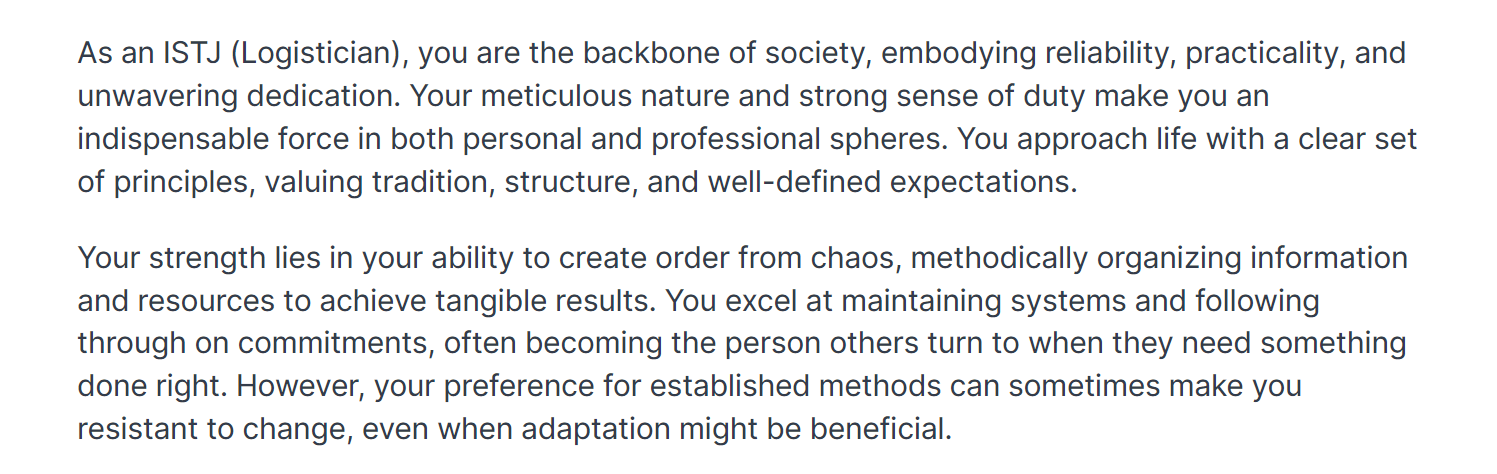 As an ISTJ (Logistician), you are the backbone of society, embodying reliability, practicality, and
unwavering dedication. Your meticulous nature and strong sense of duty make you an
indispensable force in both personal and professional spheres. You approach life with a clear set
of principles, valuing tradition, structure, and well-defined expectations.
Your strength lies in your ability to create order from chaos, methodically organizing information
and resources to achieve tangible results. You excel at maintaining systems and following
through on commitments, often becoming the person others turn to when they need something
done right. However, your preference for established methods can sometimes make you
resistant to change, even when adaptation might be beneficial.